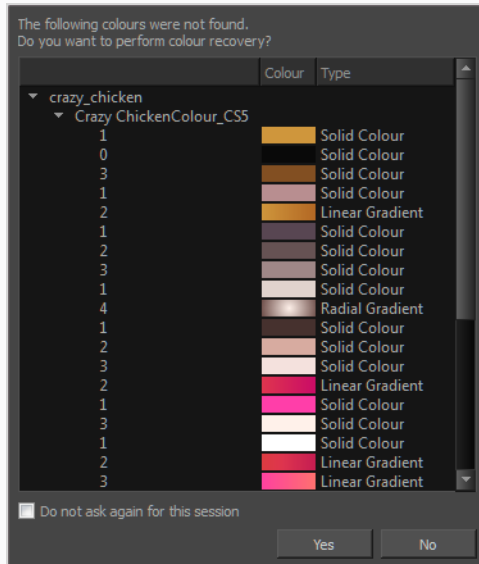 The following colours were not found.
Do you want to perform colour recovery?
Colour Type
crazy_chicken
Crazy ChickenColour_CS5
1 Solid Colour
0 Solid Colour
3 Solid Colour
1 Solid Colour
2 Linear Gradient
1 Solid Colour
2 Solid Colour
3 Solid Colour
1 Solid Colour
4 Radial Gradient
1 Solid Colour
2 Solid Colour
3 Solid Colour
2 Linear Gradient
1 Solid Colour
3 Solid Colour
1 Solid Colour
2 Linear Gradient
3 Linear Gradient
Do not ask again for this session
Yes No